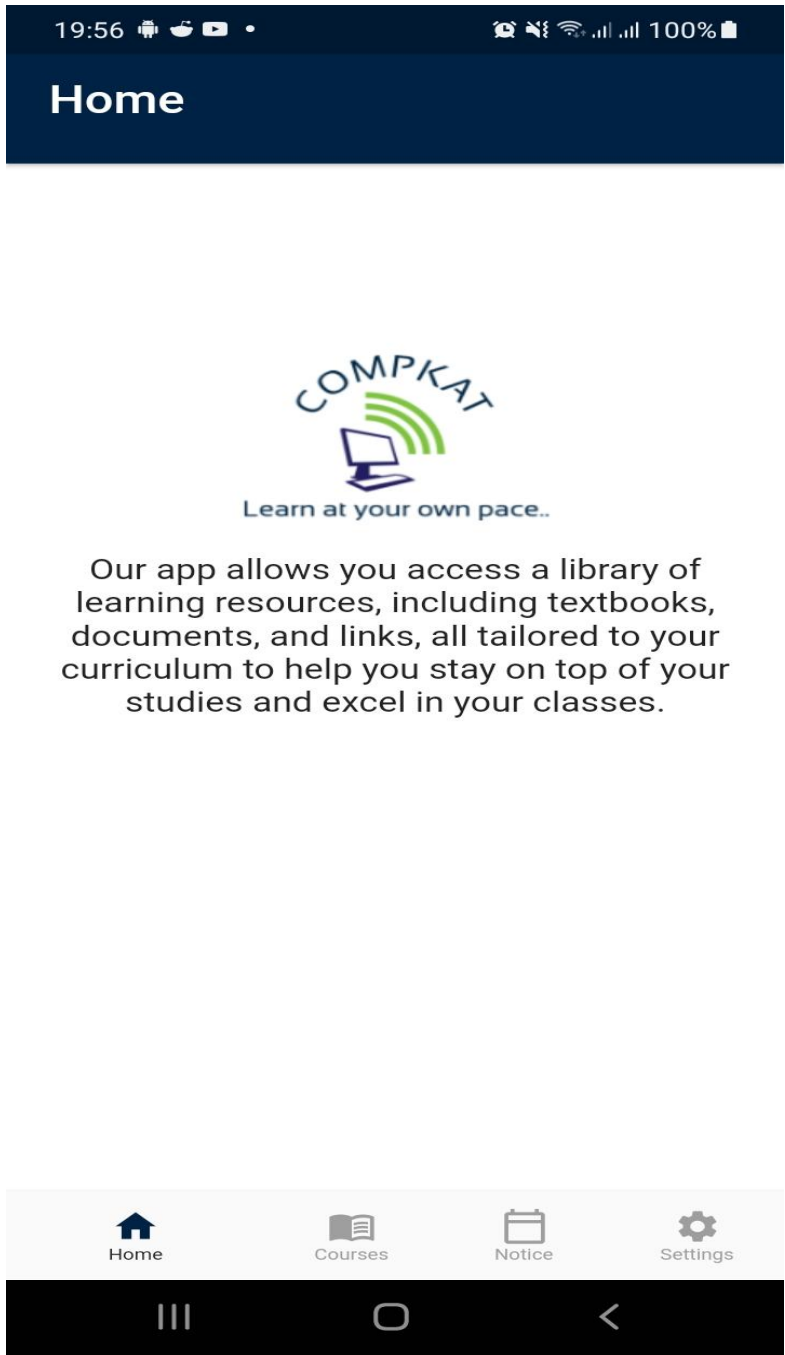 19:56
100%
Home
COMPKAT
Learn at your own pace..
Our app allows you access a library of
learning resources, including textbooks,
documents, and links, all tailored to your
curriculum to help you stay on top of your
studies and excel in your classes.
Home Courses Notice Settings